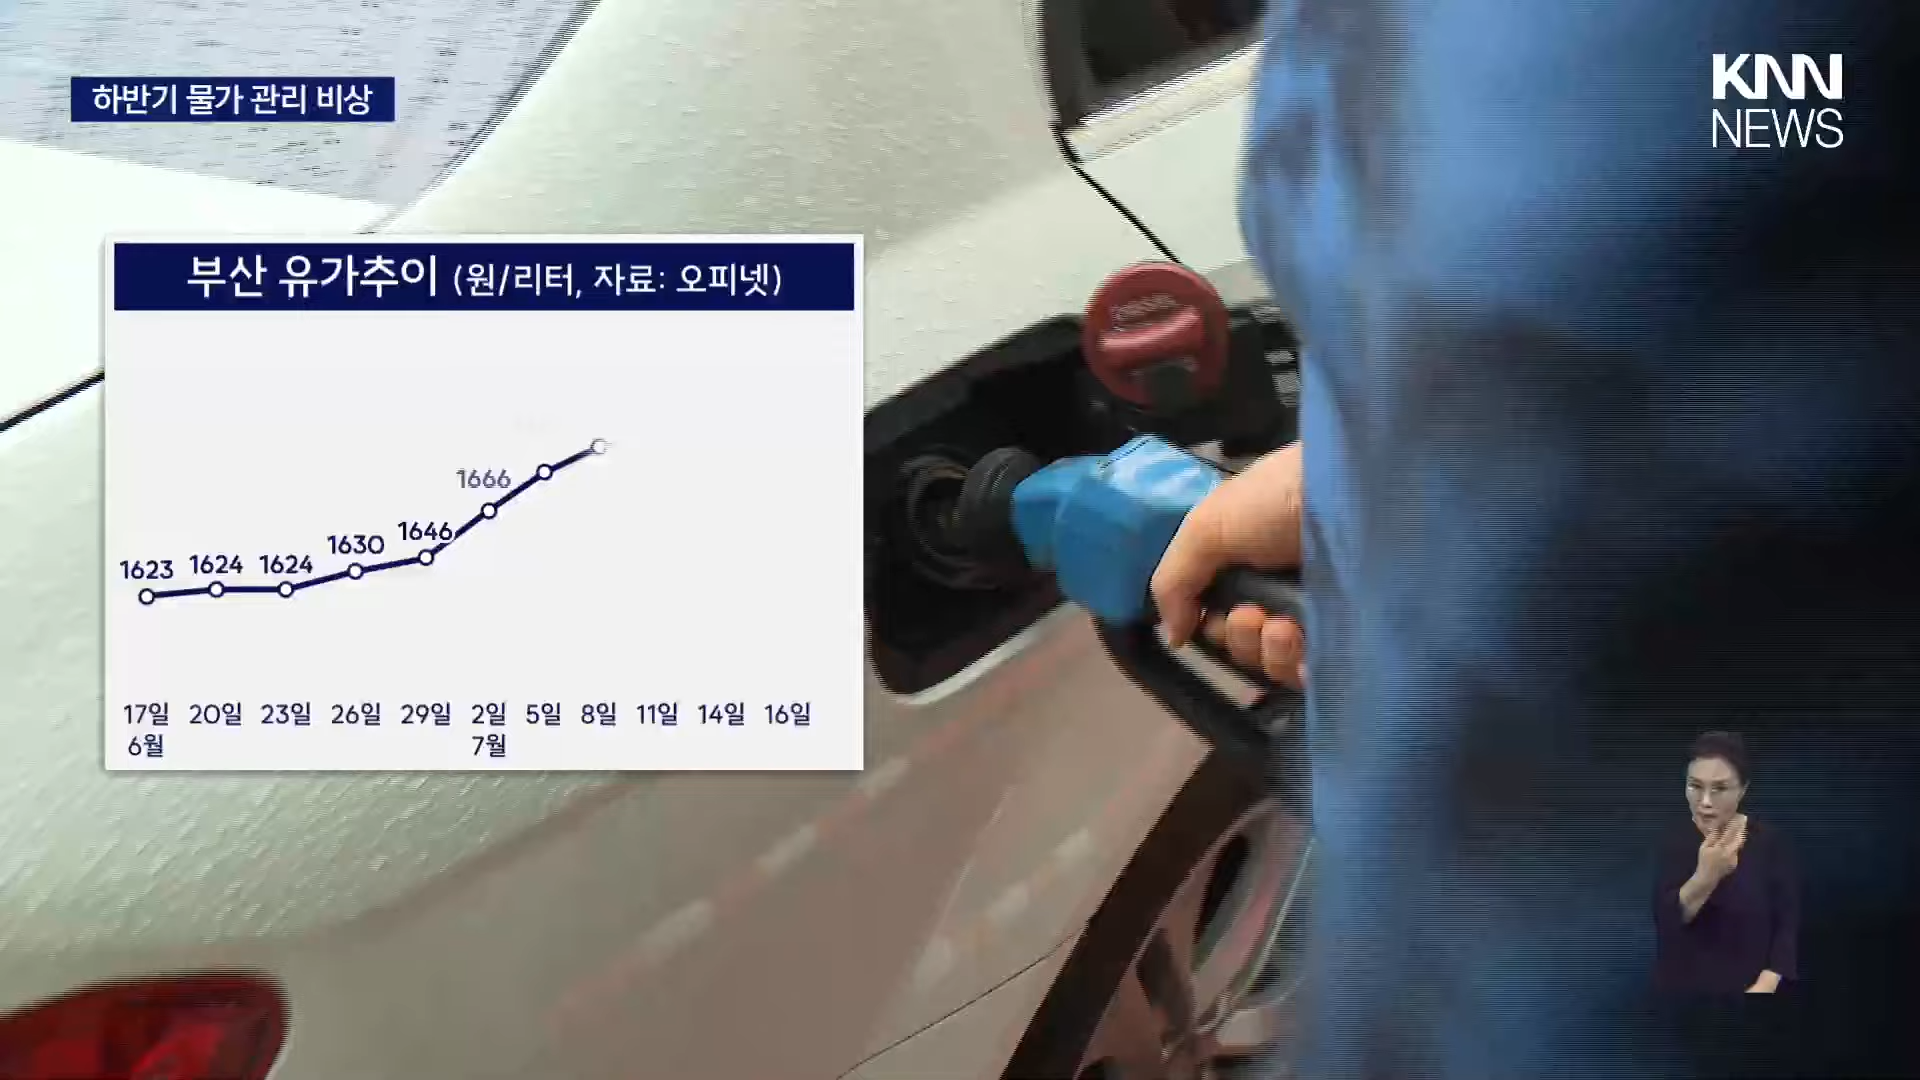 하반기 물가 관리 비상
KNN
NEWS
부산 유가추이 (원/리터, 자료: 오피넷)
1666
1646
1630
1623 1624 1624
17일 20일 23일 26일 29일 2일 5일 8일 11일 14일 16일
6월 7월